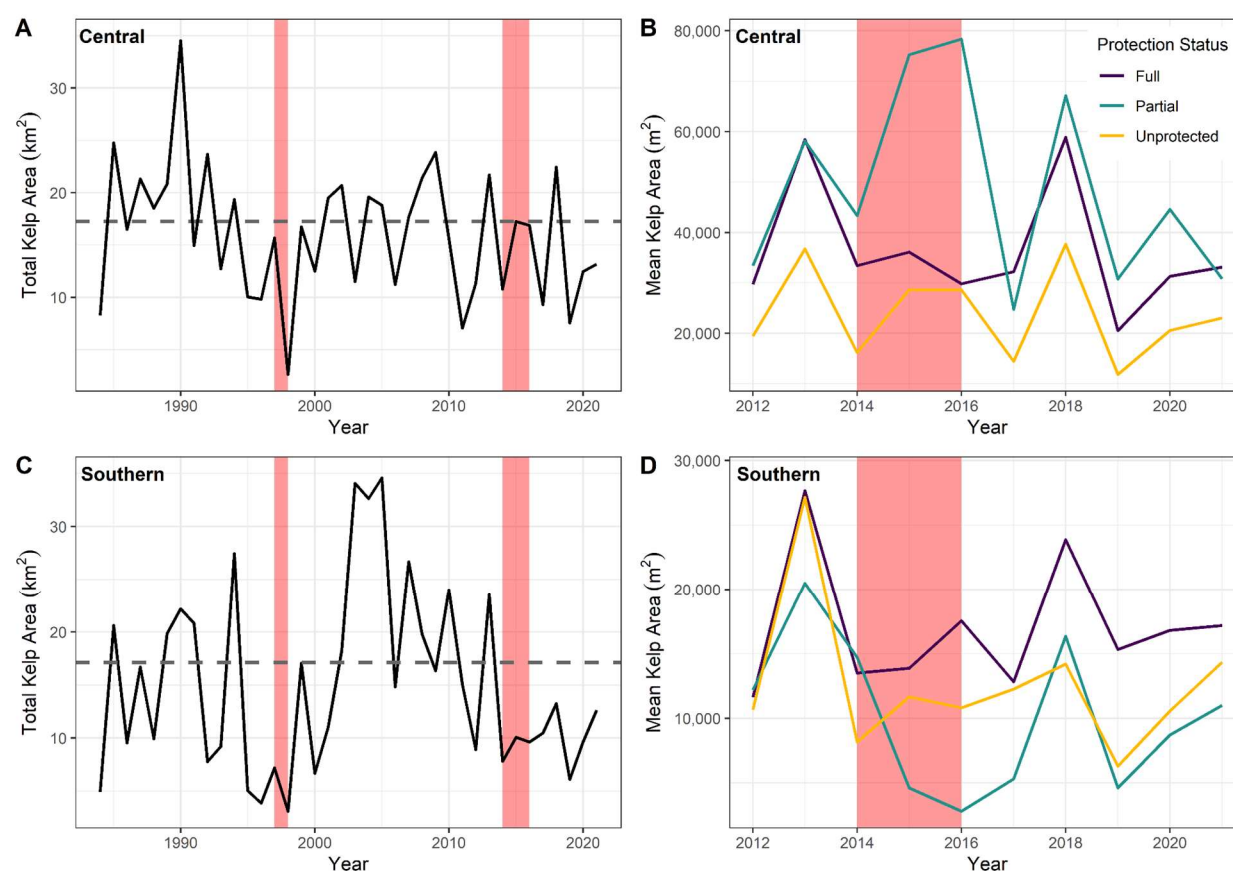 A
Central
Total Kelp Area (km²)
30
20
10
1990
2000
2010
2020
Year
B
Central
Mean Kelp Area (m²)
80,000
60,000
40,000
20,000
Protection Status
Full
Partial
Unprotected
2012
2014
2016
2018
2020
Year
C
Southern
Total Kelp Area (km²)
30
20
10
1990
2000
2010
2020
Year
D
Southern
Mean Kelp Area (m²)
30,000
20,000
10,000
2012
2014
2016
2018
2020
Year